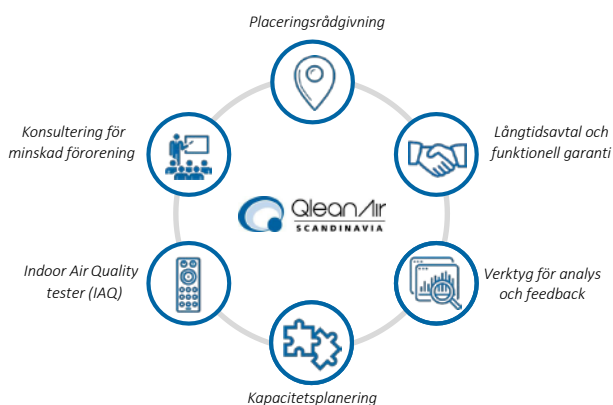 Placeringsrådgivning
Långtidsavtal och
funktionell garanti
Verktyg för analys
och feedback
Kapacitetsplanering
Indoor Air Quality
tester (IAQ)
Konsultering för
minskad förorening
QleanAir
SCANDINAVIA